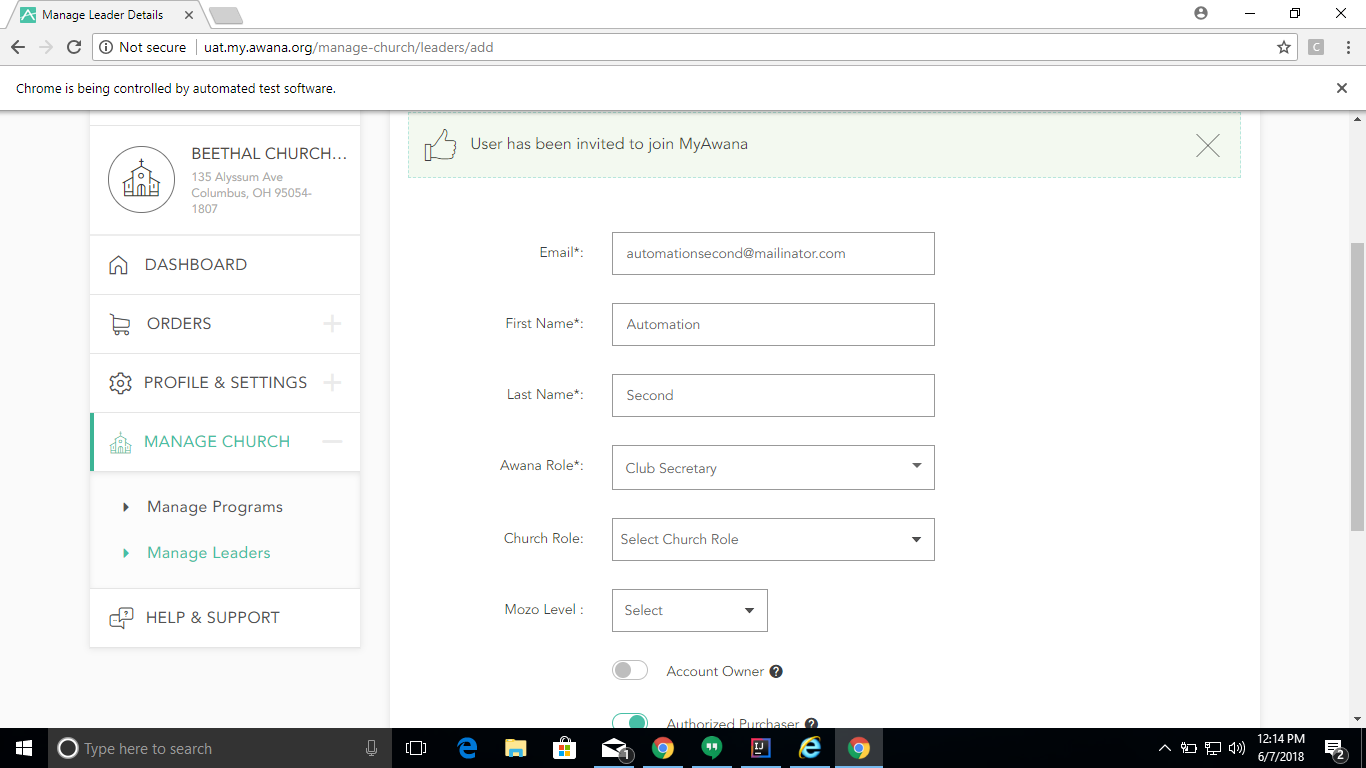 Manage Leader Details
Not secure
uat.my.awana.org/manage-church/leaders/add
C
Chrome is being controlled by automated test software.
BEETHAL CHURCH...
135 Alyssum Ave
Columbus, OH 95054-
1807
DASHBOARD
ORDERS
PROFILE & SETTINGS
MANAGE CHURCH
Manage Programs
Manage Leaders
HELP & SUPPORT
User has been invited to join MyAwana
Email*:
automationsecond@mailinator.com
First Name*:
Automation
Last Name*:
Second
Awana Role*:
Club Secretary
Church Role:
Select Church Role
Mozo Level :
Select
Account Owner ?
Authorized Purchaser ?
Type here to search
1
IJ
12:14 PM
6/7/2018
2